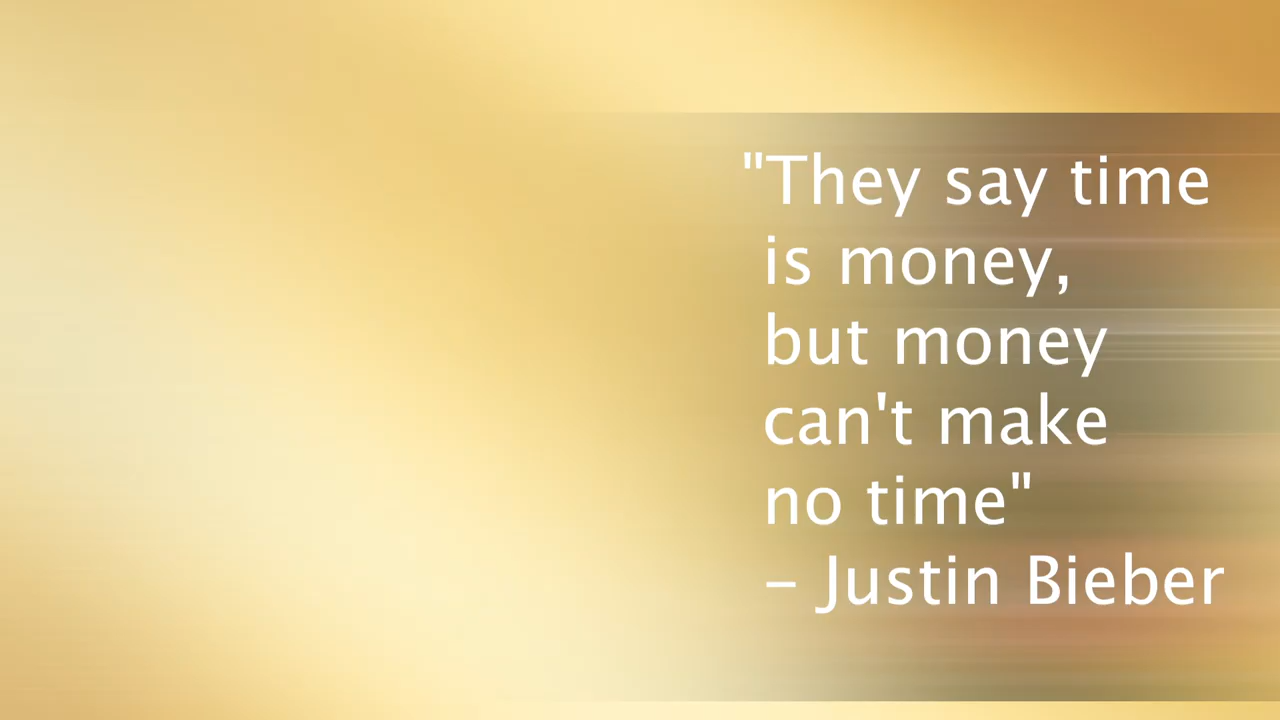 "They say time
is money,
but money
can't make
no time"
– Justin Bieber